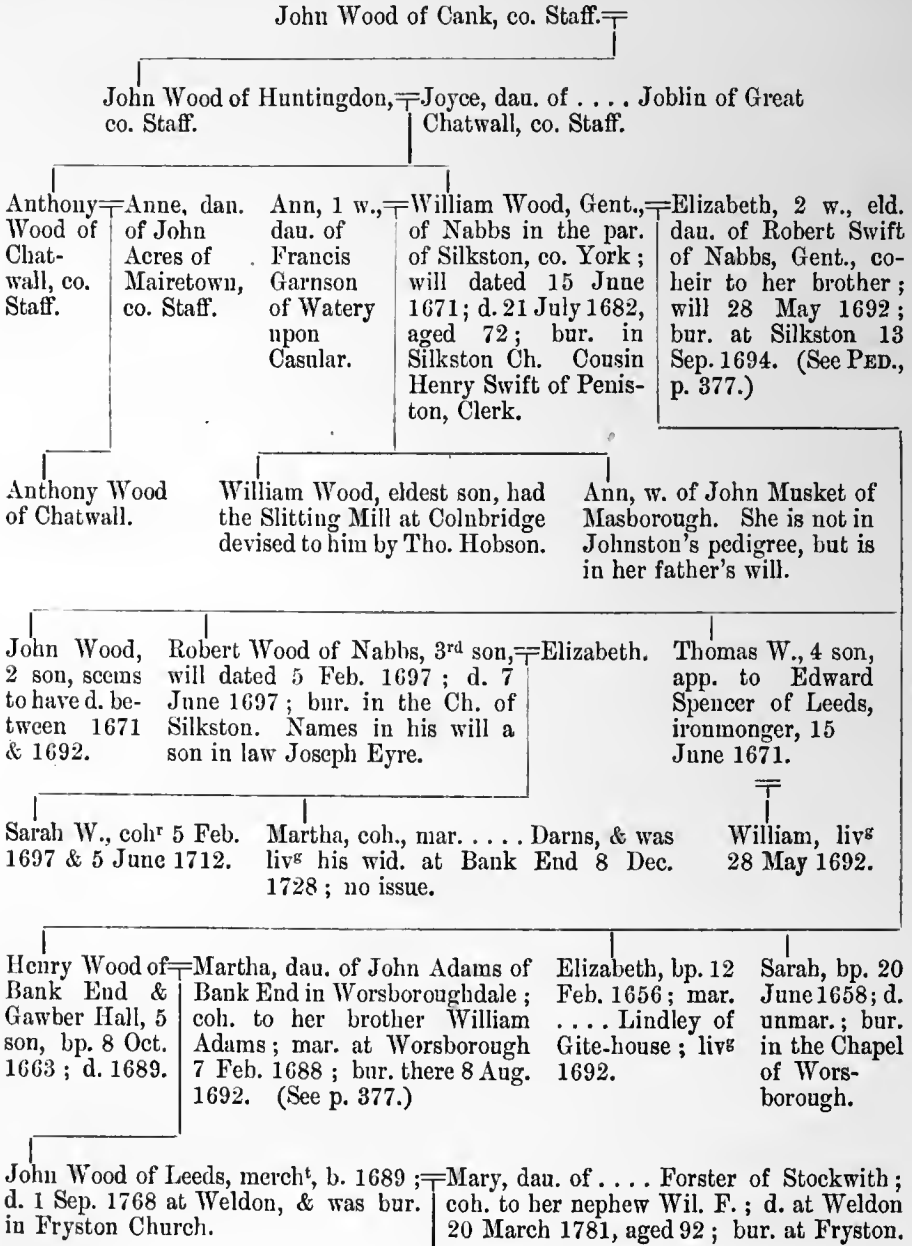 John Wood of Cank, co. Staff.
John Wood of Huntingdon,
co. Staff.
Joyce, dau. of . . . . Joblin of Great
Chatwall, co. Staff.
Anthony
Wood of
Chat-
wall, co.
Staff.
Anne, dau.
of John
Acres of
Mairetown,
co. Staff.
Ann, 1 w.,
dau. of
Francis
Garnson
of Watery
upon
Casular.
William Wood, Gent.,
of Nabbs in the par.
of Silkston, co. York ;
will dated 15 June
1671; d. 21 July 1682,
aged 72; bur. in
Silkston Ch. Cousin
Henry Swift of Penis-
ton, Clerk.
Elizabeth, 2 w., eld.
dau. of Robert Swift
of Nabbs, Gent., co-
heir to her brother ;
will 28 May 1692 ;
bur. at Silkston 13
Sep. 1694. (See PED.,
p. 377.)
Anthony Wood
of Chatwall.
William Wood, eldest son, had
the Slitting Mill at Colnbridge
devised to him by Tho. Hobson.
Ann, w. of John Musket of
Masborough. She is not in
Johnston's pedigree, but is
in her father's will.
John Wood,
2 son, seems
to have d. be-
tween 1671
& 1692.
Robert Wood of Nabbs, 3rd son,
will dated 5 Feb. 1697 ; d. 7
June 1697 ; bur. in the Ch. of
Silkston. Names in his will a
son in law Joseph Eyre.
Elizabeth.
Thomas W., 4 son,
app. to Edward
Spencer of Leeds,
ironmonger, 15
June 1671.
Sarah W., cohr 5 Feb.
1697 & 5 June 1712.
Martha, coh., mar. . . . . Darns, & was
livg his wid. at Bank End 8 Dec.
1728 ; no issue.
William, livg
28 May 1692.
Henry Wood of
Bank End &
Gawber Hall, 5
son, bp. 8 Oct.
1663 ; d. 1689.
Martha, dau. of John Adams of
Bank End in Worsboroughdale ;
coh. to her brother William
Adams ; mar. at Worsborough
7 Feb. 1688 ; bur. there 8 Aug.
1692. (See p. 377.)
Elizabeth, bp. 12
Feb. 1656 ; mar.
. . . . Lindley of
Gite-house ; livg
1692.
Sarah, bp. 20
June 1658; d.
unmar. ; bur.
in the Chapel
of Wors-
borough.
John Wood of Leeds, mercht, b. 1689 ;
d. 1 Sep. 1768 at Weldon, & was bur.
in Fryston Church.
Mary, dau. of . . . . Forster of Stockwith ;
coh. to her nephew Wil. F. ; d. at Weldon
20 March 1781, aged 92 ; bur. at Fryston.